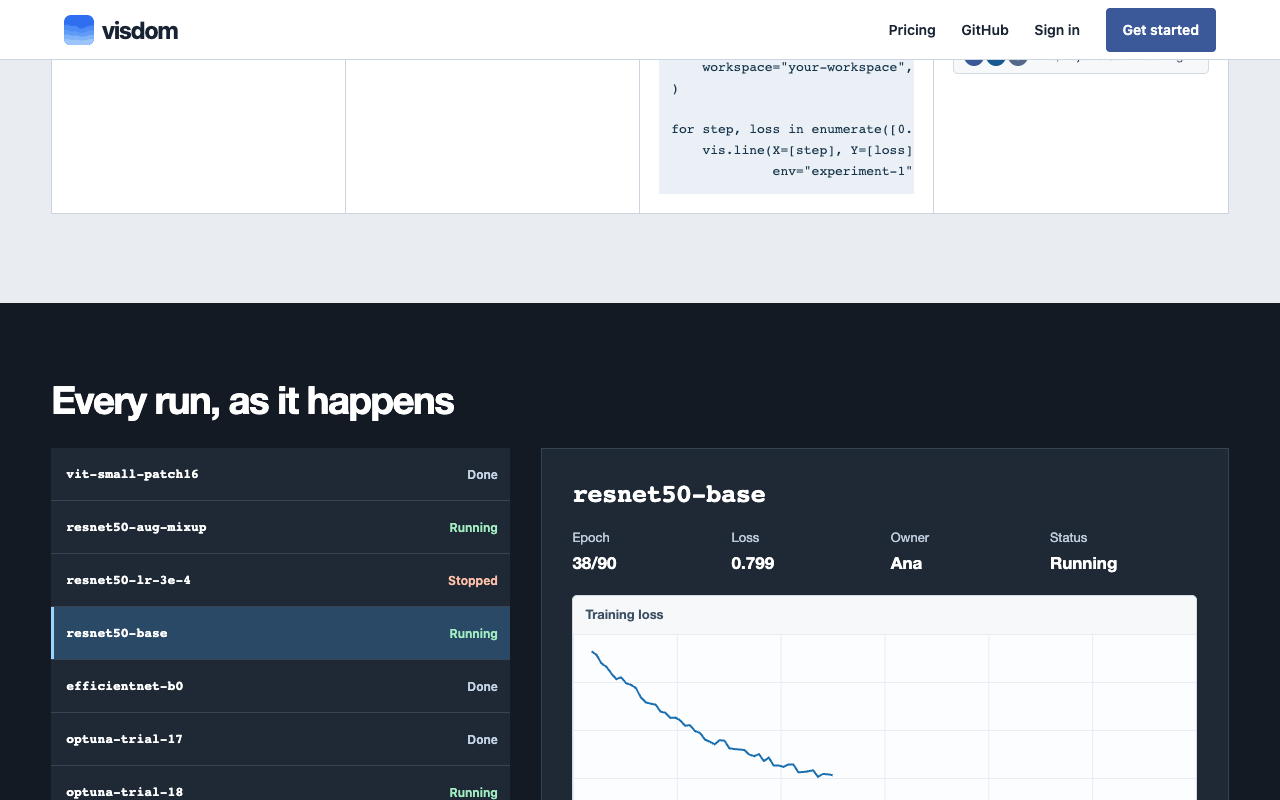 visdom
Pricing
GitHub
Sign in
Get started
workspace="your-workspace",
)
for step, loss in enumerate([0.
vis.line(X=[step], Y=[loss]
env="experiment-1"
Every run, as it happens
vit-small-patch16 Done
resnet50-aug-mixup Running
resnet50-lr-3e-4 Stopped
resnet50-base Running
efficientnet-b0 Done
optuna-trial-17 Done
optuna-trial-18 Running
resnet50-base
Epoch Loss Owner Status
38/90 0.799 Ana Running
Training loss